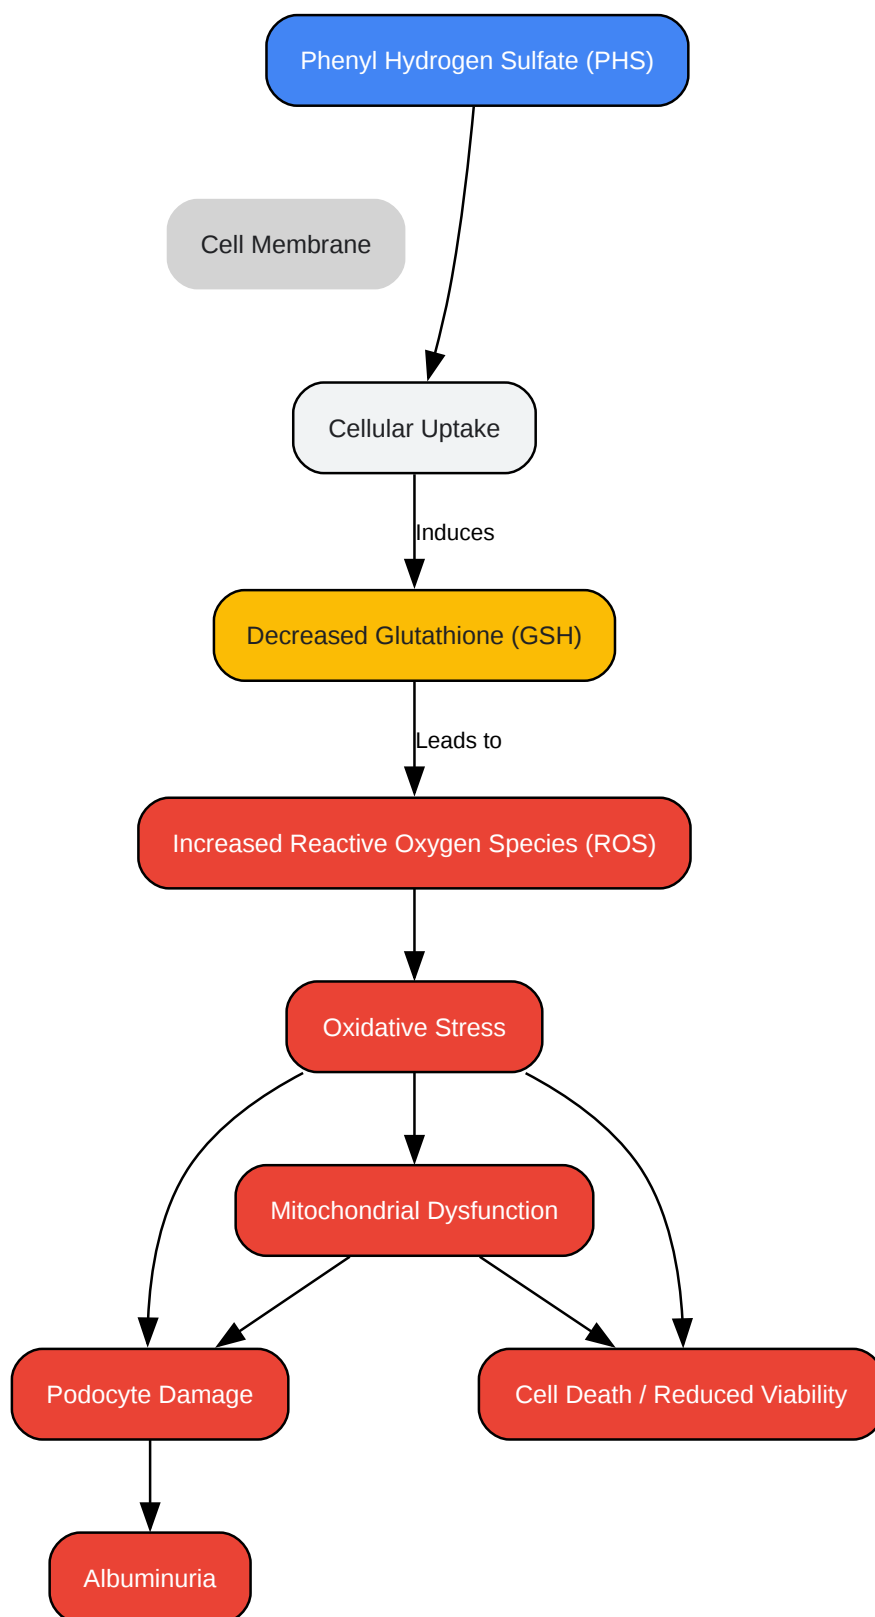 Phenyl Hydrogen Sulfate (PHS)
Cell Membrane
Cellular Uptake
Induces
Decreased Glutathione (GSH)
Leads to
Increased Reactive Oxygen Species (ROS)
Oxidative Stress
Mitochondrial Dysfunction
Podocyte Damage
Cell Death / Reduced Viability
Albuminuria